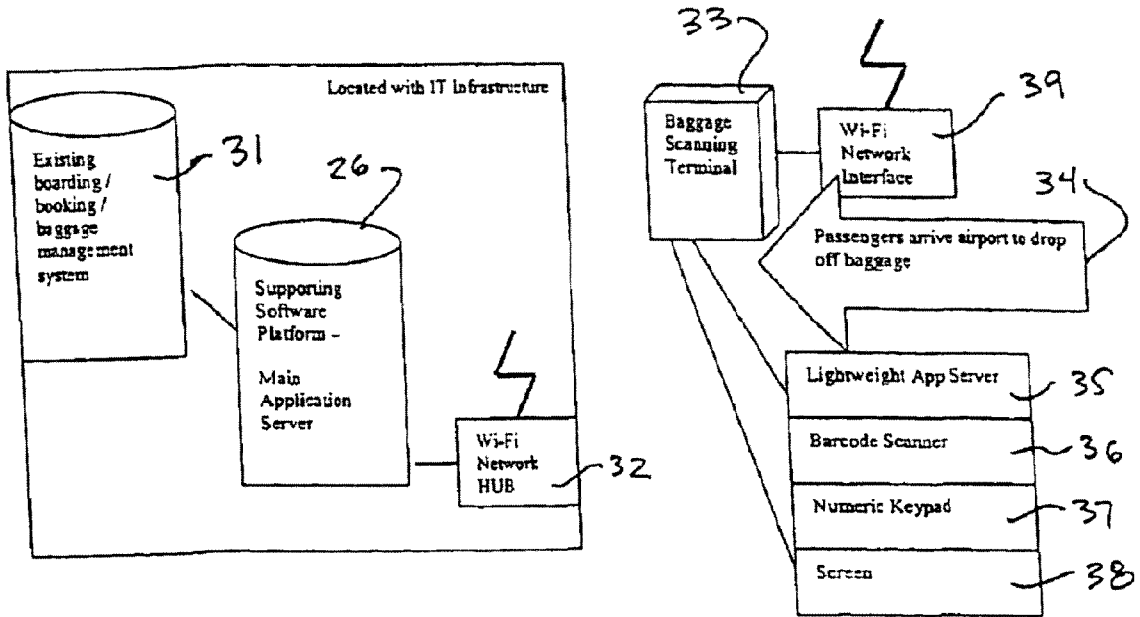 33
Located with IT Infrastructure
39
Existing
boarding /
booking /
baggage
management
system
31
26
Supporting
Software
Platform –
Main
Application
Server
Wi-Fi
Network
HUB
32
Baggage
Scanning
Terminal
Wi-Fi
Network
Interface
34
Passengers arrive airport to drop
off baggage
Lightweight App Server
35
Barcode Scanner
36
Numeric Keypad
37
Screen
38